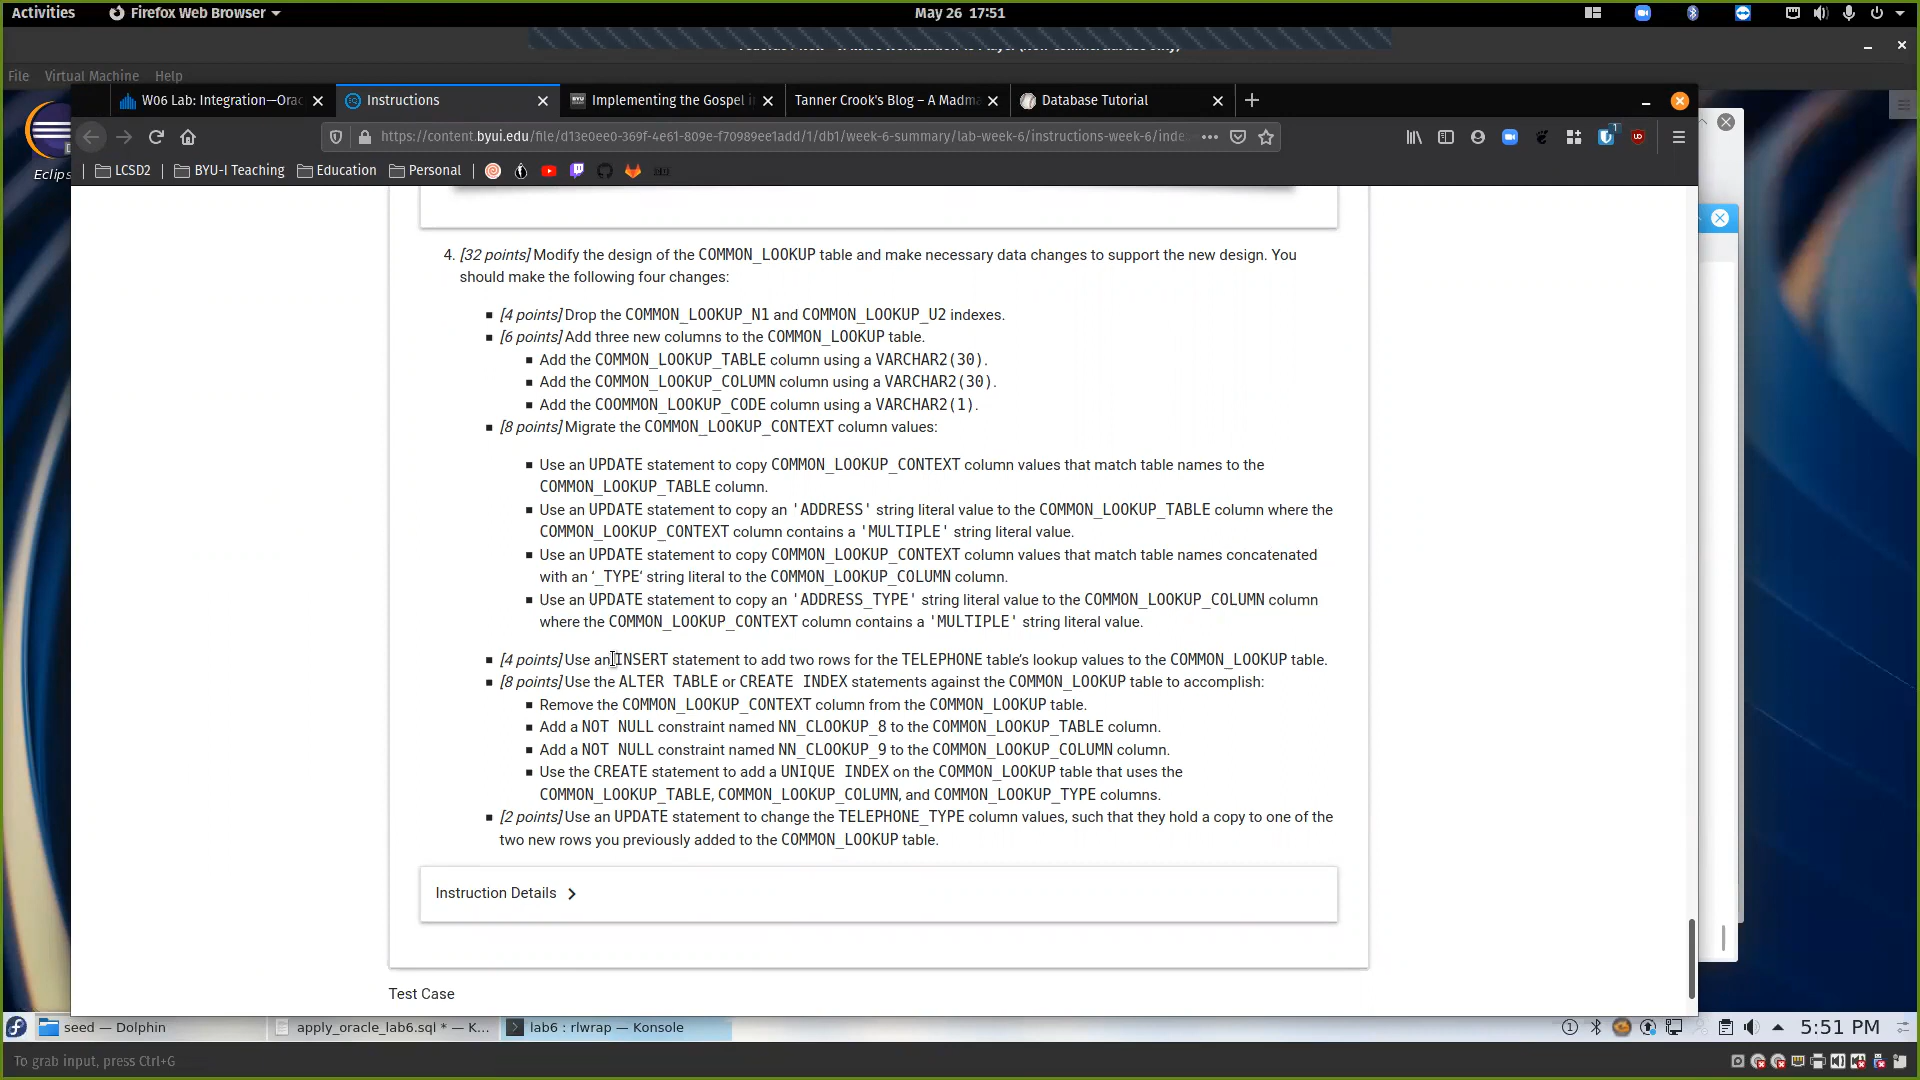 Activities Firefox Web Browser May 26 17:51
File Virtual Machine Help
W06 Lab: Integration—Orac Instructions Implementing the Gospel i Tanner Crook's Blog – A Madma Database Tutorial
https://content.byui.edu/file/d13e0ee0-369f-4e61-809e-f70989ee1add/1/db1/week-6-summary/lab-week-6/instructions-week-6/inde
LCSD2 BYU-I Teaching Education Personal
Eclips
4. [32 points] Modify the design of the COMMON_LOOKUP table and make necessary data changes to support the new design. You
should make the following four changes:
[4 points] Drop the COMMON_LOOKUP_N1 and COMMON_LOOKUP_U2 indexes.
[6 points] Add three new columns to the COMMON_LOOKUP table.
Add the COMMON_LOOKUP_TABLE column using a VARCHAR2(30).
Add the COMMON_LOOKUP_COLUMN column using a VARCHAR2(30).
Add the COOMMON_LOOKUP_CODE column using a VARCHAR2(1).
[8 points] Migrate the COMMON_LOOKUP_CONTEXT column values:
Use an UPDATE statement to copy COMMON_LOOKUP_CONTEXT column values that match table names to the
COMMON_LOOKUP_TABLE column.
Use an UPDATE statement to copy an 'ADDRESS' string literal value to the COMMON_LOOKUP_TABLE column where the
COMMON_LOOKUP_CONTEXT column contains a 'MULTIPLE' string literal value.
Use an UPDATE statement to copy COMMON_LOOKUP_CONTEXT column values that match table names concatenated
with an ‘_TYPE‘ string literal to the COMMON_LOOKUP_COLUMN column.
Use an UPDATE statement to copy an 'ADDRESS_TYPE' string literal value to the COMMON_LOOKUP_COLUMN column
where the COMMON_LOOKUP_CONTEXT column contains a 'MULTIPLE' string literal value.
[4 points] Use an INSERT statement to add two rows for the TELEPHONE table’s lookup values to the COMMON_LOOKUP table.
[8 points] Use the ALTER TABLE or CREATE INDEX statements against the COMMON_LOOKUP table to accomplish:
Remove the COMMON_LOOKUP_CONTEXT column from the COMMON_LOOKUP table.
Add a NOT NULL constraint named NN_CLOOKUP_8 to the COMMON_LOOKUP_TABLE column.
Add a NOT NULL constraint named NN_CLOOKUP_9 to the COMMON_LOOKUP_COLUMN column.
Use the CREATE statement to add a UNIQUE INDEX on the COMMON_LOOKUP table that uses the
COMMON_LOOKUP_TABLE, COMMON_LOOKUP_COLUMN, and COMMON_LOOKUP_TYPE columns.
[2 points] Use an UPDATE statement to change the TELEPHONE_TYPE column values, such that they hold a copy to one of the
two new rows you previously added to the COMMON_LOOKUP table.
Instruction Details
Test Case
seed — Dolphin apply_oracle_lab6.sql * — K... lab6 : rlwrap — Konsole 5:51 PM
To grab input, press Ctrl+G